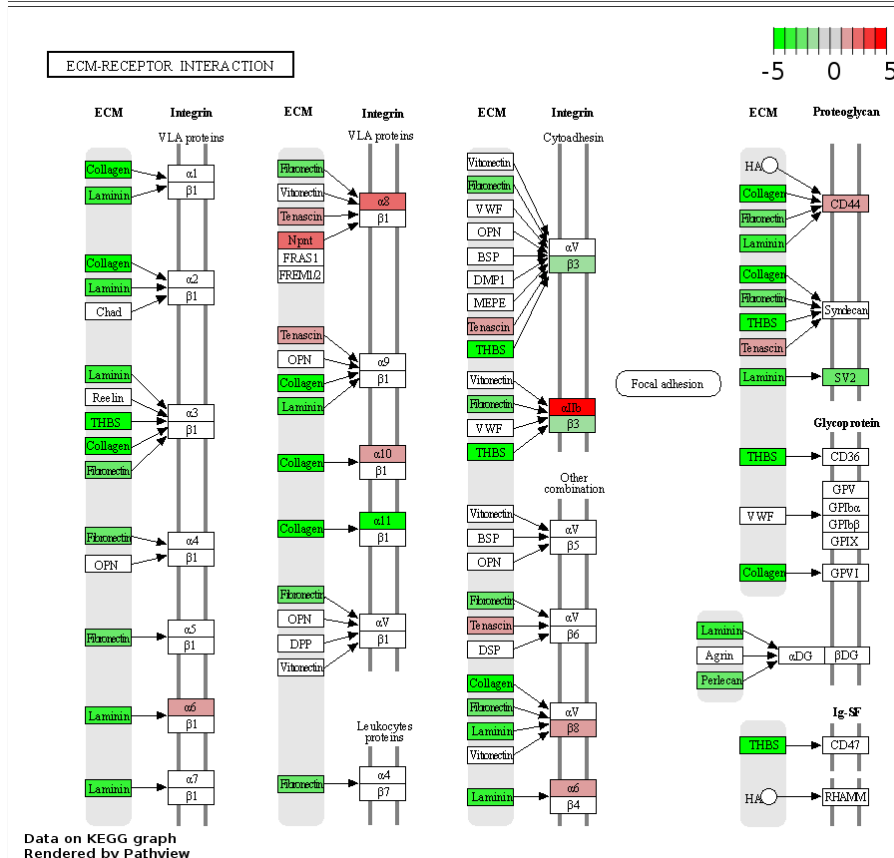 ECM-RECEPTOR INTERACTION
-5 0 5
ECM Integrin
VLA proteins
Collagen
Laminin
α1
β1
Collagen
Laminin
Chad
α2
β1
Laminin
Reelin
THBS
Collagen
Fibronectin
α3
β1
Fibronectin
OPN
α4
β1
Fibronectin
α5
β1
Laminin
α6
β1
Laminin
α7
β1
ECM Integrin
VLA proteins
Fibronectin
Vitronectin
Tenascin
Npnt
FRAS1
FREM1/2
α8
β1
Tenascin
OPN
Collagen
Laminin
α9
β1
Collagen
α10
β1
Collagen
α11
β1
Fibronectin
OPN
DPP
Vitronectin
αV
β1
Leukocytes
proteins
Fibronectin
α4
β7
ECM Integrin
Cytoadhesin
Vitronectin
Fibronectin
VWF
OPN
BSP
DMP1
MEPE
Tenascin
THBS
αV
β3
Vitronectin
Fibronectin
VWF
THBS
αIIb
β3
Other
combination
Vitronectin
BSP
OPN
αV
β5
Fibronectin
Tenascin
DSP
αV
β6
Collagen
Fibronectin
Laminin
Vitronectin
αV
β8
Laminin
α6
β4
Focal adhesion
ECM Proteoglycan
HA
Collagen
Fibronectin
Laminin
CD44
Collagen
Fibronectin
THBS
Tenascin
Syndecan
Laminin
SV2
Glycoprotein
THBS
CD36
VWF
GPV
GPIbα
GPIbβ
GPIX
Collagen
GPVI
Laminin
Agrin
Perlecan
αDG βDG
Ig-SF
THBS
CD47
HA
RHAMM
Data on KEGG graph
Rendered by Pathview